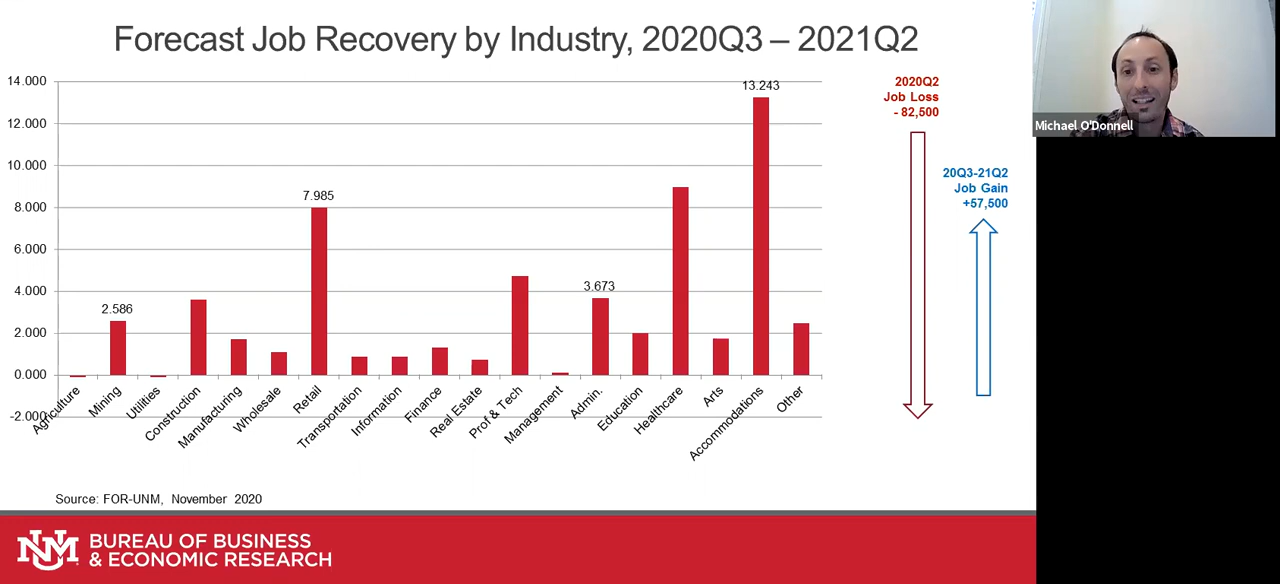 Forecast Job Recovery by Industry, 2020Q3 – 2021Q2
14.000
12.000
10.000
8.000
6.000
4.000
2.000
0.000
-2.000
2.586
7.985
3.673
13.243
Agriculture
Mining
Utilities
Construction
Manufacturing
Wholesale
Retail
Transportation
Information
Finance
Real Estate
Prof & Tech
Management
Admin.
Education
Healthcare
Arts
Accommodations
Other
2020Q2
Job Loss
- 82,500
20Q3-21Q2
Job Gain
+57,500
Michael O'Donnell
Source: FOR-UNM, November 2020
UNM
BUREAU OF BUSINESS
& ECONOMIC RESEARCH